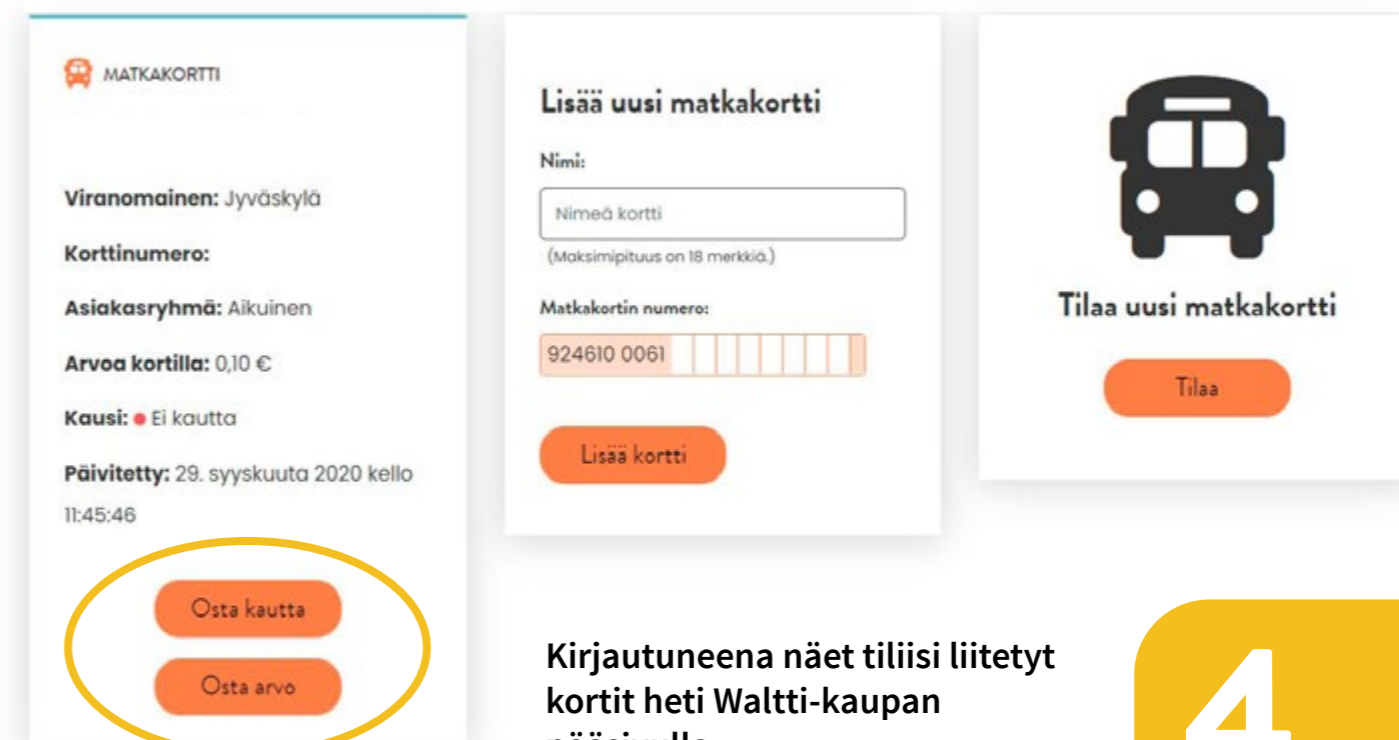 MATKAKORTTI
Viranomainen: Jyväskylä
Korttinumero:
Asiakasryhmä: Aikuinen
Arvoa kortilla: 0,10 €
Kausi: Ei kautta
Päivitetty: 29. syyskuuta 2020 kello
11:45:46
Osta kautta
Osta arvo
Lisää uusi matkakortti
Nimi:
Nimeä kortti
(Maksimipituus on 18 merkkiä.)
Matkakortin numero:
924610 0061
Lisää kortti
Tilaa uusi matkakortti
Tilaa
Kirjautuneena näet tiliisi liitetyt
kortit heti Waltti-kaupan
4